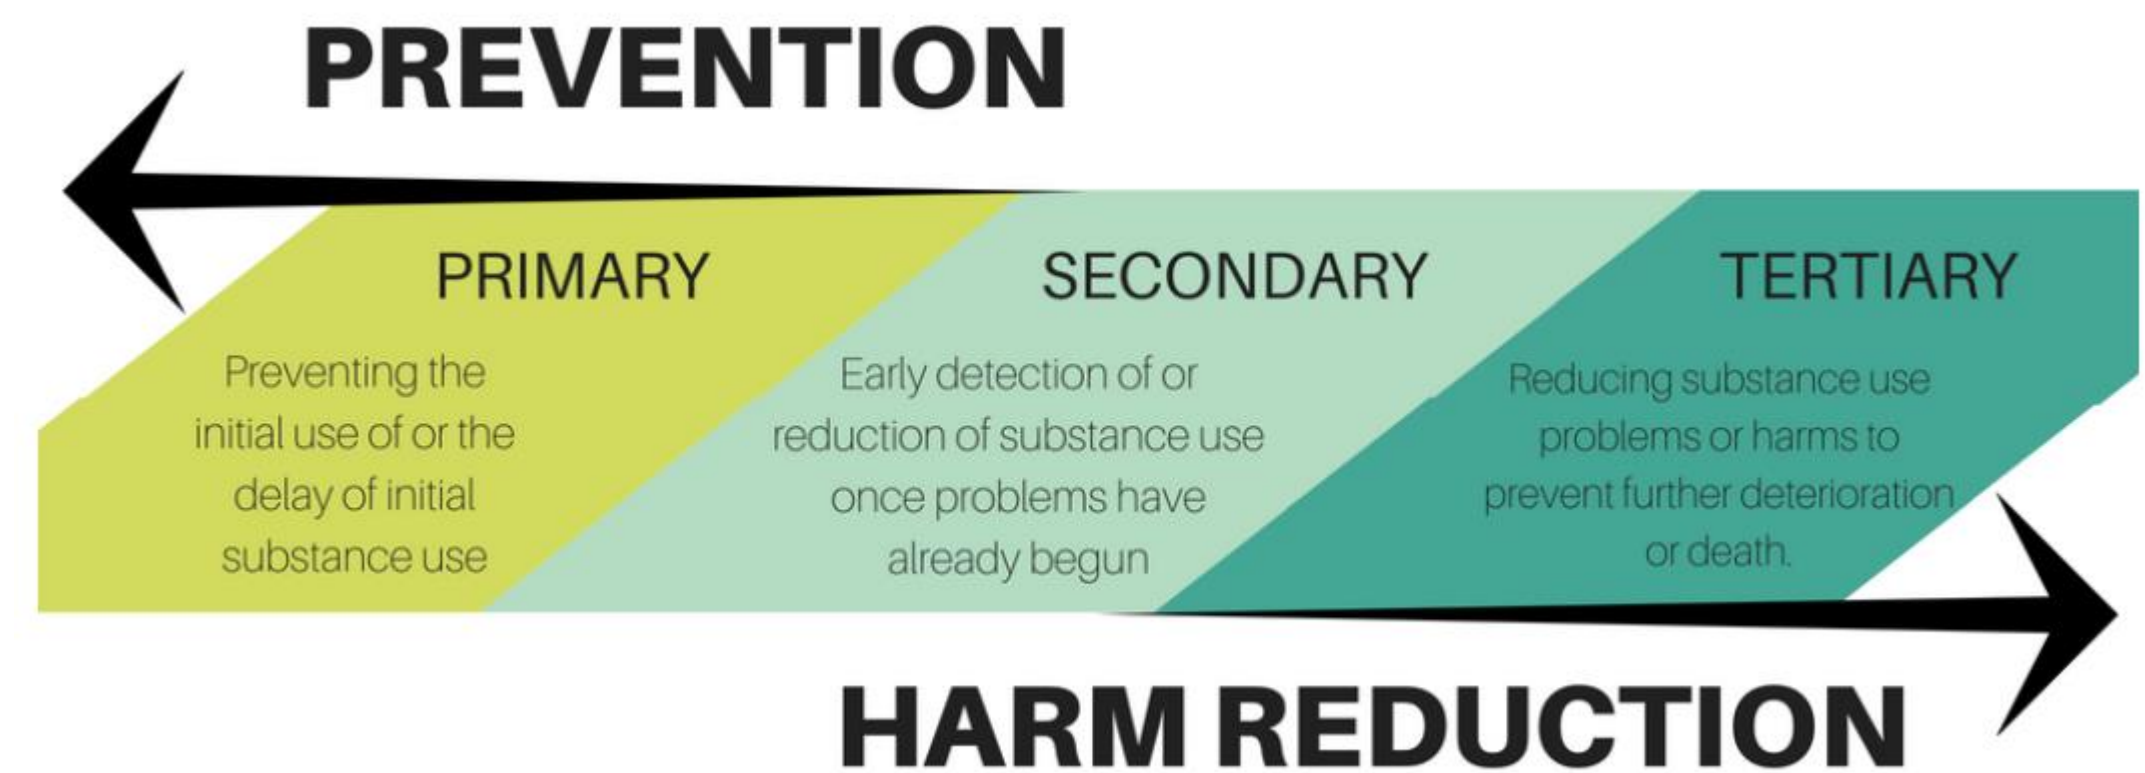 PREVENTION
PRIMARY
Preventing the
initial use of or the
delay of initial
substance use
SECONDARY
Early detection of or
reduction of substance use
once problems have
already begun
TERTIARY
Reducing substance use
problems or harms to
prevent further deterioration
or death.
HARM REDUCTION